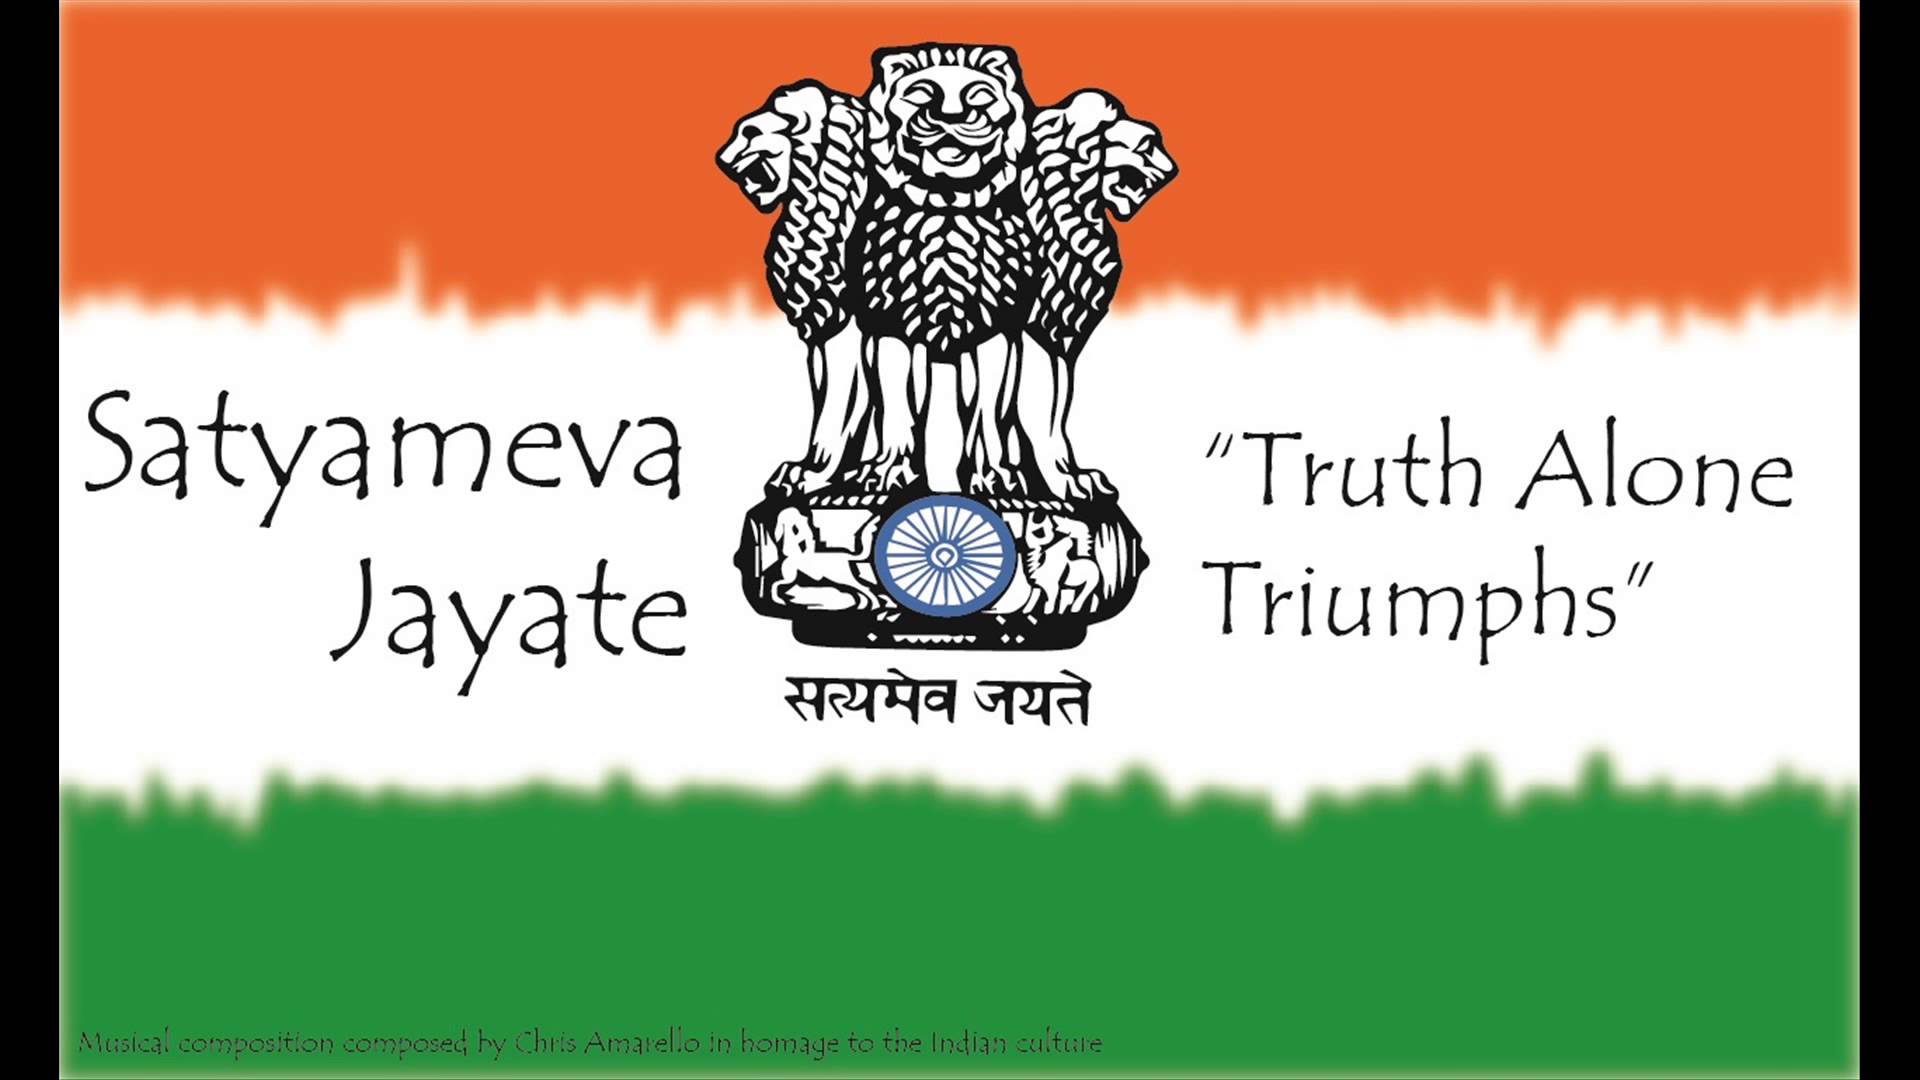 Satyameva
Jayate
सत्यमेव जयते
“Truth Alone
Triumphs”
Musical composition composed by Chris Amarello in homage to the Indian culture